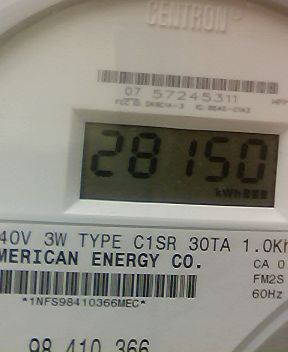 CENTRON®
07 57245311
28150
kWh
40V 3W TYPE C1SR 30TA 1.0Kh
MERICAN ENERGY CO.
CA 0
FM2S
60Hz
*1NFS98410366MEC*
98 410 366